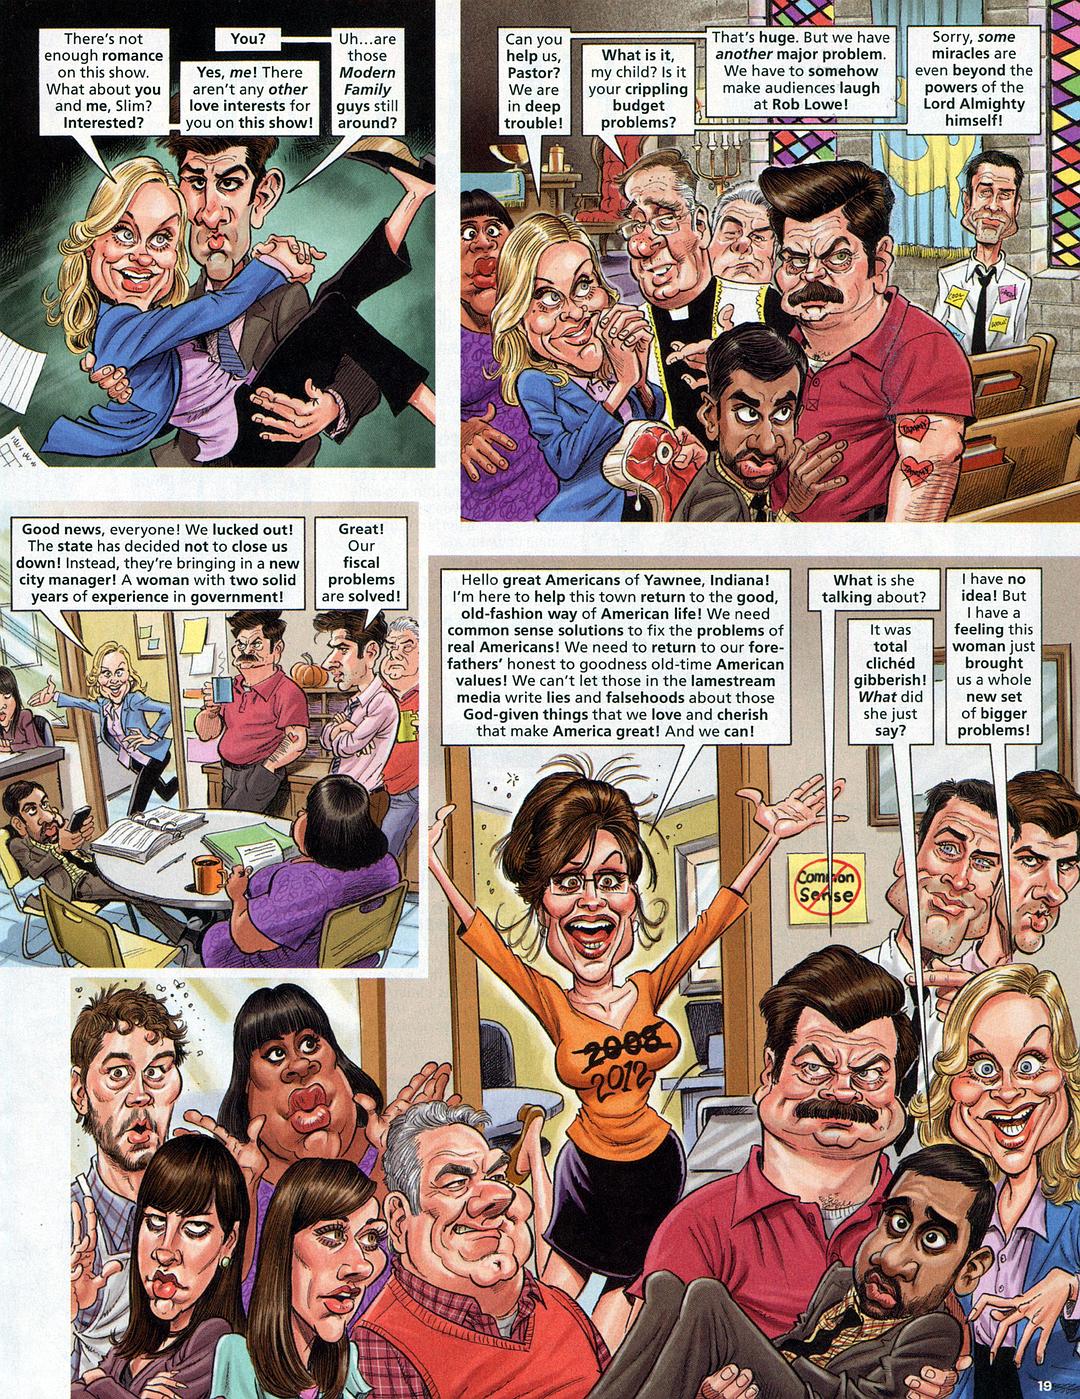 There's not
enough romance
on this show.
What about you
and me, Slim?
Interested?
You?
Yes, me! There
aren't any other
love interests for
you on this show!
Uh...are
those
Modern
Family
guys still
around?
Can you
help us,
Pastor?
We are
in deep
trouble!
What is it,
my child? Is it
your crippling
budget
problems?
That's huge. But we have
another major problem.
We have to somehow
make audiences laugh
at Rob Lowe!
Sorry, some
miracles are
even beyond the
powers of the
Lord Almighty
himself!
TAMMY
TAMMY
Good news, everyone! We lucked out!
The state has decided not to close us
down! Instead, they're bringing in a new
city manager! A woman with two solid
years of experience in government!
Great!
Our
fiscal
problems
are solved!
Hello great Americans of Yawnee, Indiana!
I'm here to help this town return to the good,
old-fashion way of American life! We need
common sense solutions to fix the problems of
real Americans! We need to return to our fore-
fathers' honest to goodness old-time American
values! We can't let those in the lamestream
media write lies and falsehoods about those
God-given things that we love and cherish
that make America great! And we can!
What is she
talking about?
It was
total
clichéd
gibberish!
What did
she just
say?
I have no
idea! But
I have a
feeling this
woman just
brought
us a whole
new set
of bigger
problems!
Common
Sense
2008
2012
19